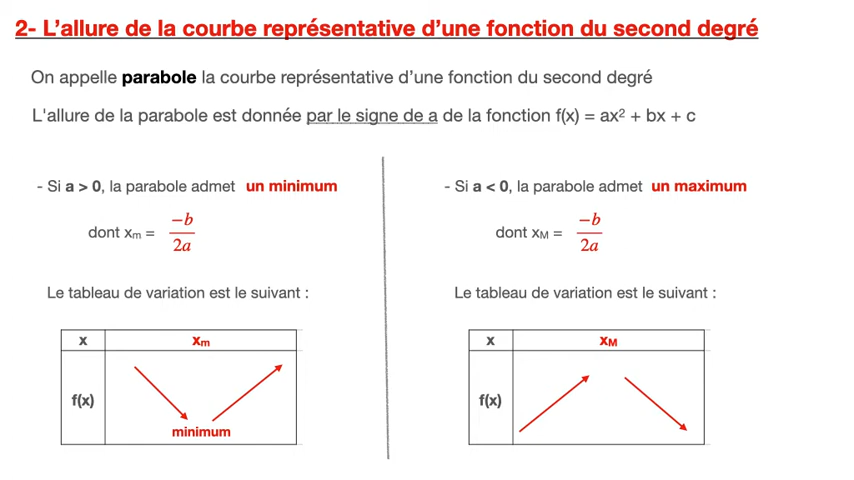 2- L'allure de la courbe représentative d'une fonction du second degré
On appelle parabole la courbe représentative d'une fonction du second degré
L'allure de la parabole est donnée par le signe de a de la fonction f(x) = ax² + bx + c
- Si a > 0, la parabole admet un minimum
dont xₘ = −b / 2a
Le tableau de variation est le suivant :
x xₘ
f(x)
minimum
- Si a < 0, la parabole admet un maximum
dont x_M = −b / 2a
Le tableau de variation est le suivant :
x x_M
f(x)